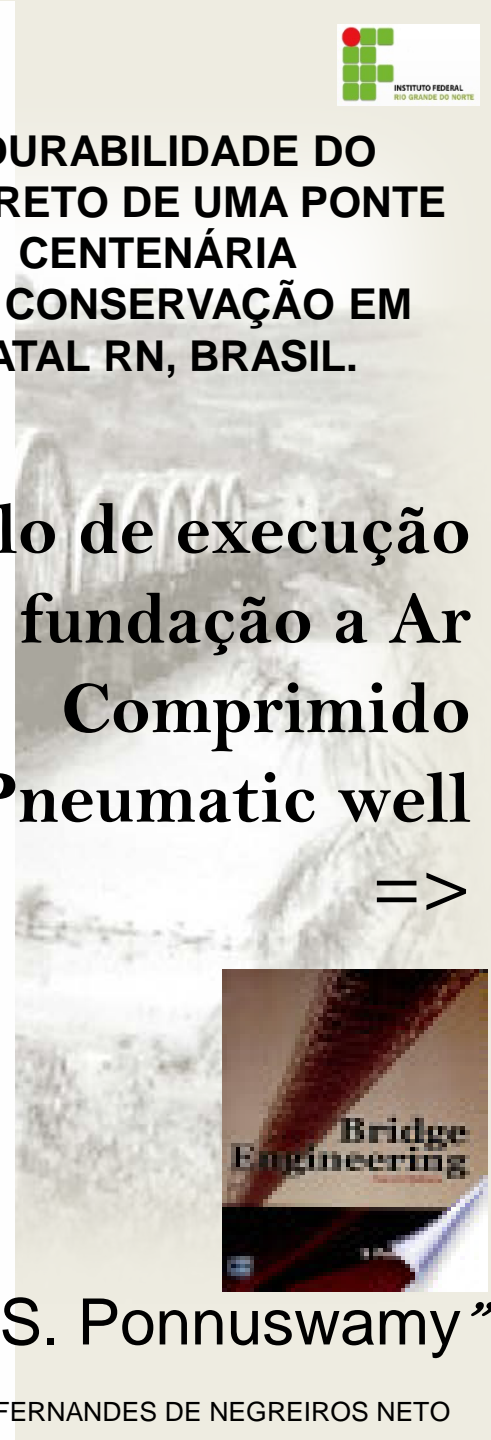 INSTITUTO FEDERAL
RIO GRANDE DO NORTE
DURABILIDADE DO
RETO DE UMA PONTE
CENTENÁRIA
CONSERVAÇÃO EM
ATAL RN, BRASIL.
lo de execução
fundação a Ar
Comprimido
Pneumatic well
=>
Bridge
Engineering
S. Ponnuswamy”
FERNANDES DE NEGREIROS NETO